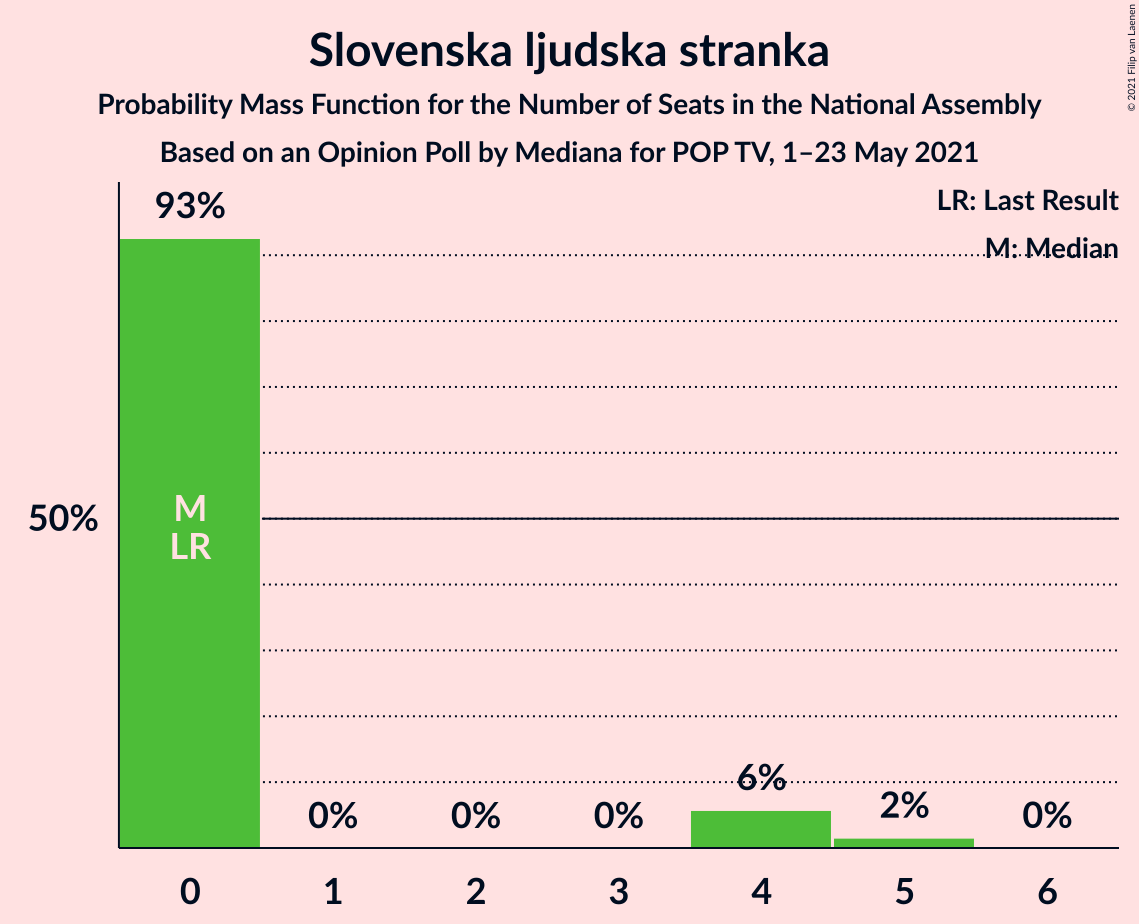 Slovenska ljudska stranka
Probability Mass Function for the Number of Seats in the National Assembly
Based on an Opinion Poll by Mediana for POP TV, 1–23 May 2021
© 2021 Filip van Laenen
LR: Last Result
M: Median
93%
50%
M
LR
0%
0%
0%
6%
2%
0%
0
1
2
3
4
5
6